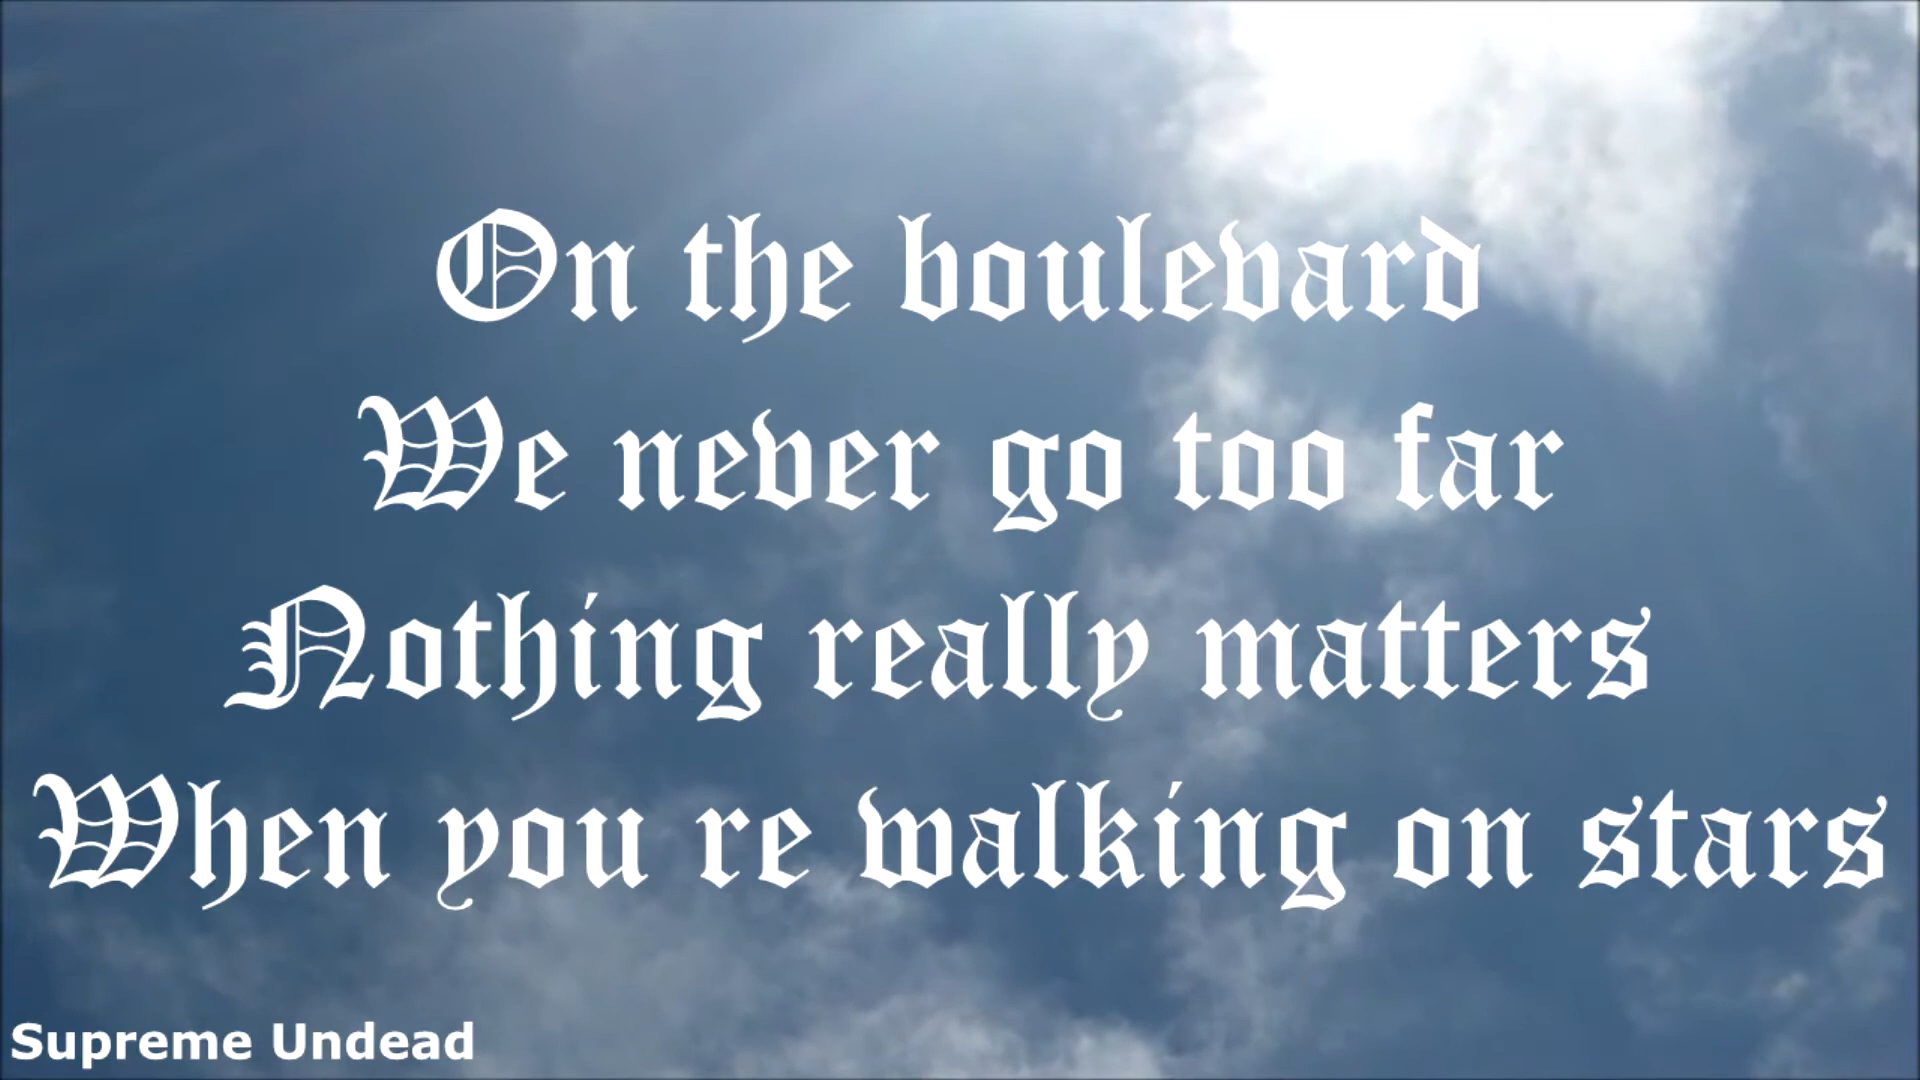 On the boulevard
We never go too far
Nothing really matters
When you re walking on stars
Supreme Undead